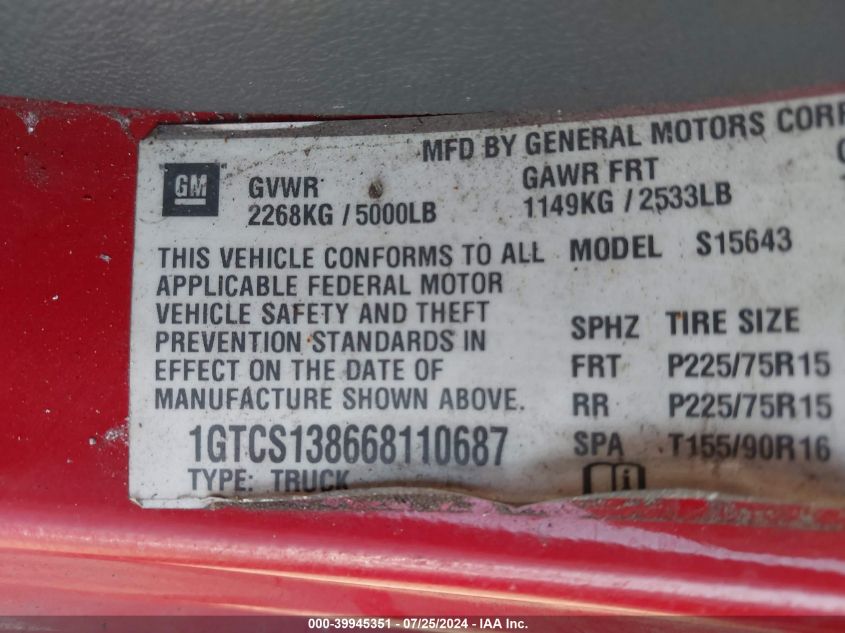 MFD BY GENERAL MOTORS CORP
GM
GVWR
2268KG / 5000LB
GAWR FRT
1149KG / 2533LB
THIS VEHICLE CONFORMS TO ALL
APPLICABLE FEDERAL MOTOR
VEHICLE SAFETY AND THEFT
PREVENTION STANDARDS IN
EFFECT ON THE DATE OF
MANUFACTURE SHOWN ABOVE.
1GTCS138668110687
TYPE: TRUCK
MODEL S15643
SPHZ TIRE SIZE
FRT P225/75R15
RR P225/75R15
SPA T155/90R16
000-39945351 - 07/25/2024 - IAAI Inc.